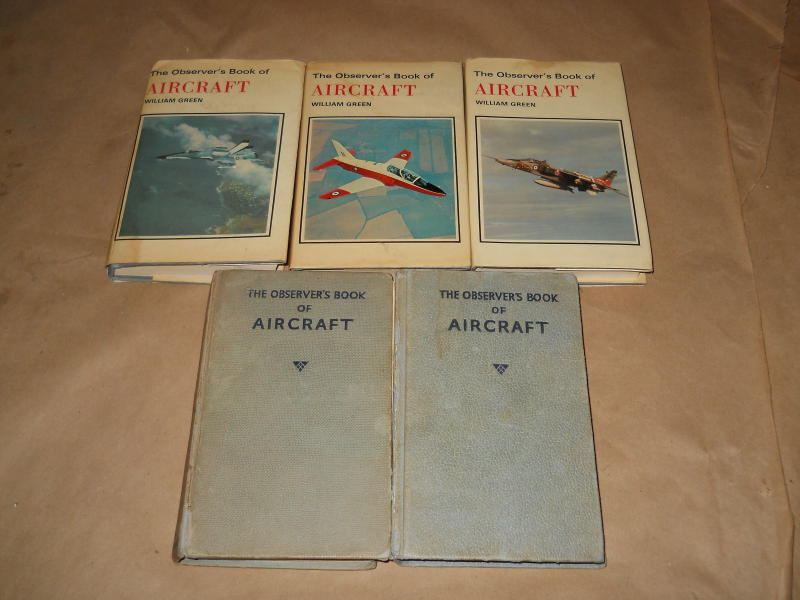 The Observer's Book of
AIRCRAFT
WILLIAM GREEN
The Observer's Book of
AIRCRAFT
WILLIAM GREEN
The Observer's Book of
AIRCRAFT
WILLIAM GREEN
THE OBSERVER'S BOOK
OF
AIRCRAFT
THE OBSERVER'S BOOK
OF
AIRCRAFT